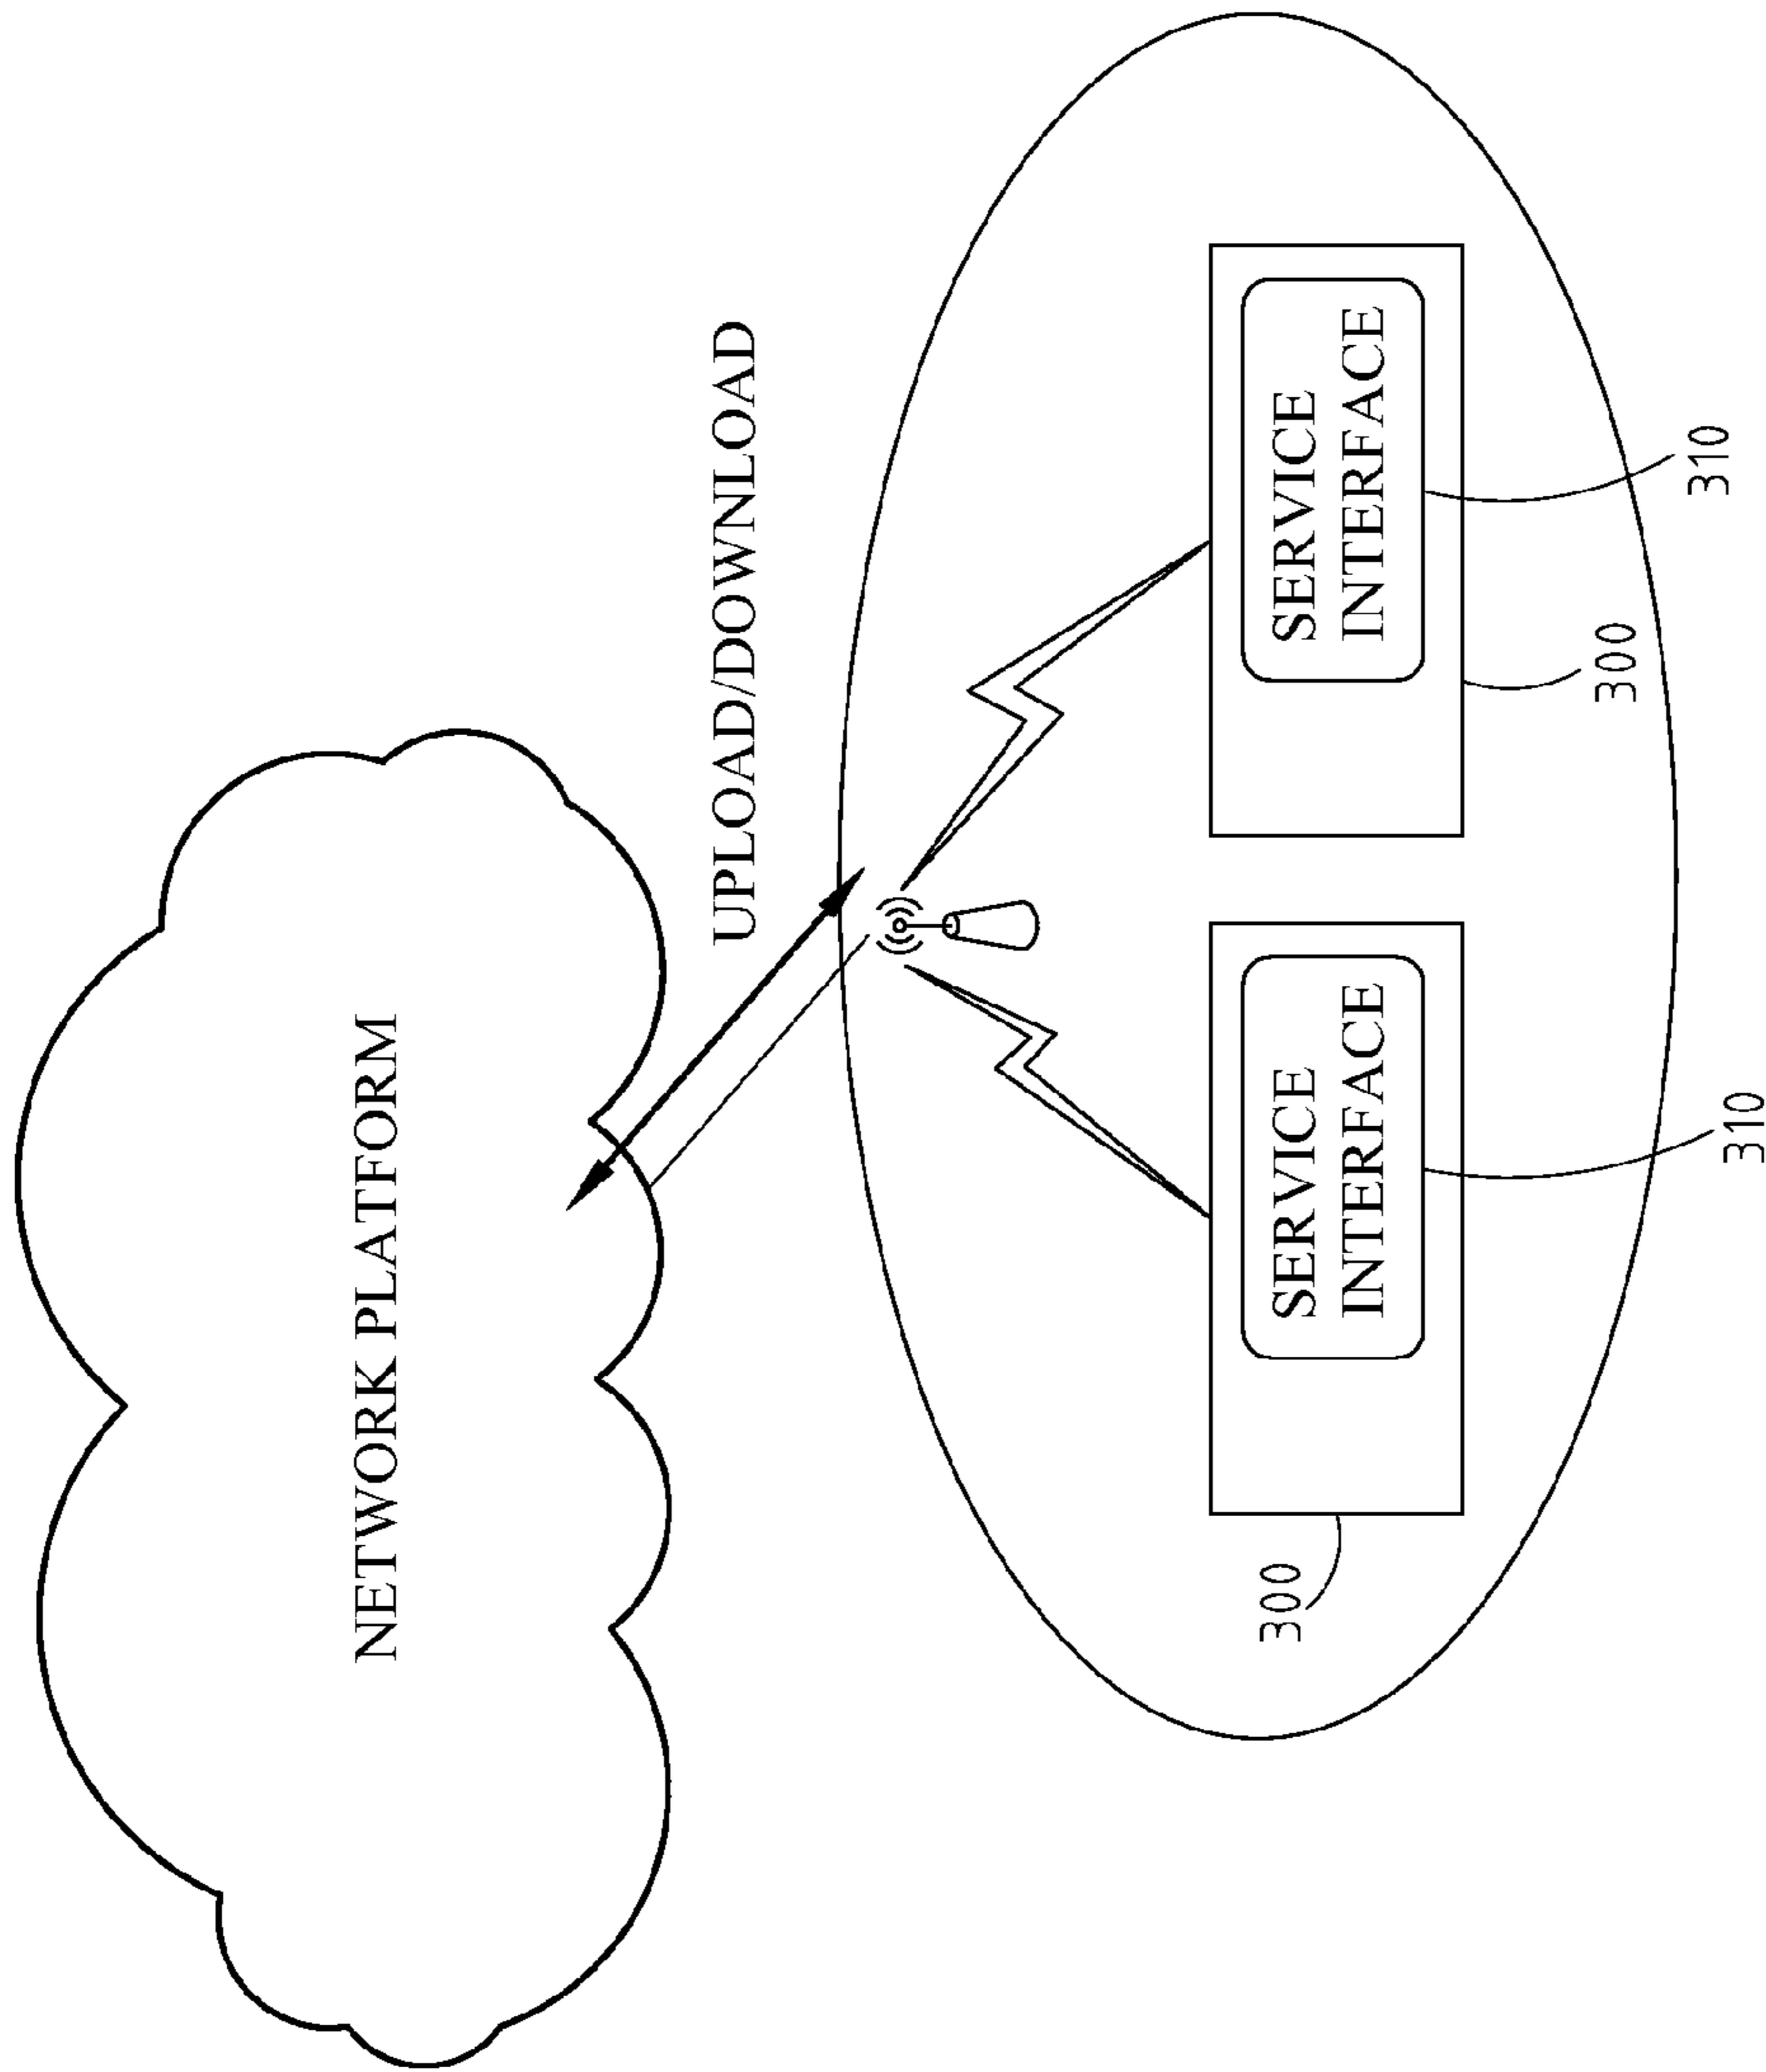 NETWORK PLATFORM
UPLOAD/DOWNLOAD
300
SERVICE
INTERFACE
SERVICE
INTERFACE
300
310
310